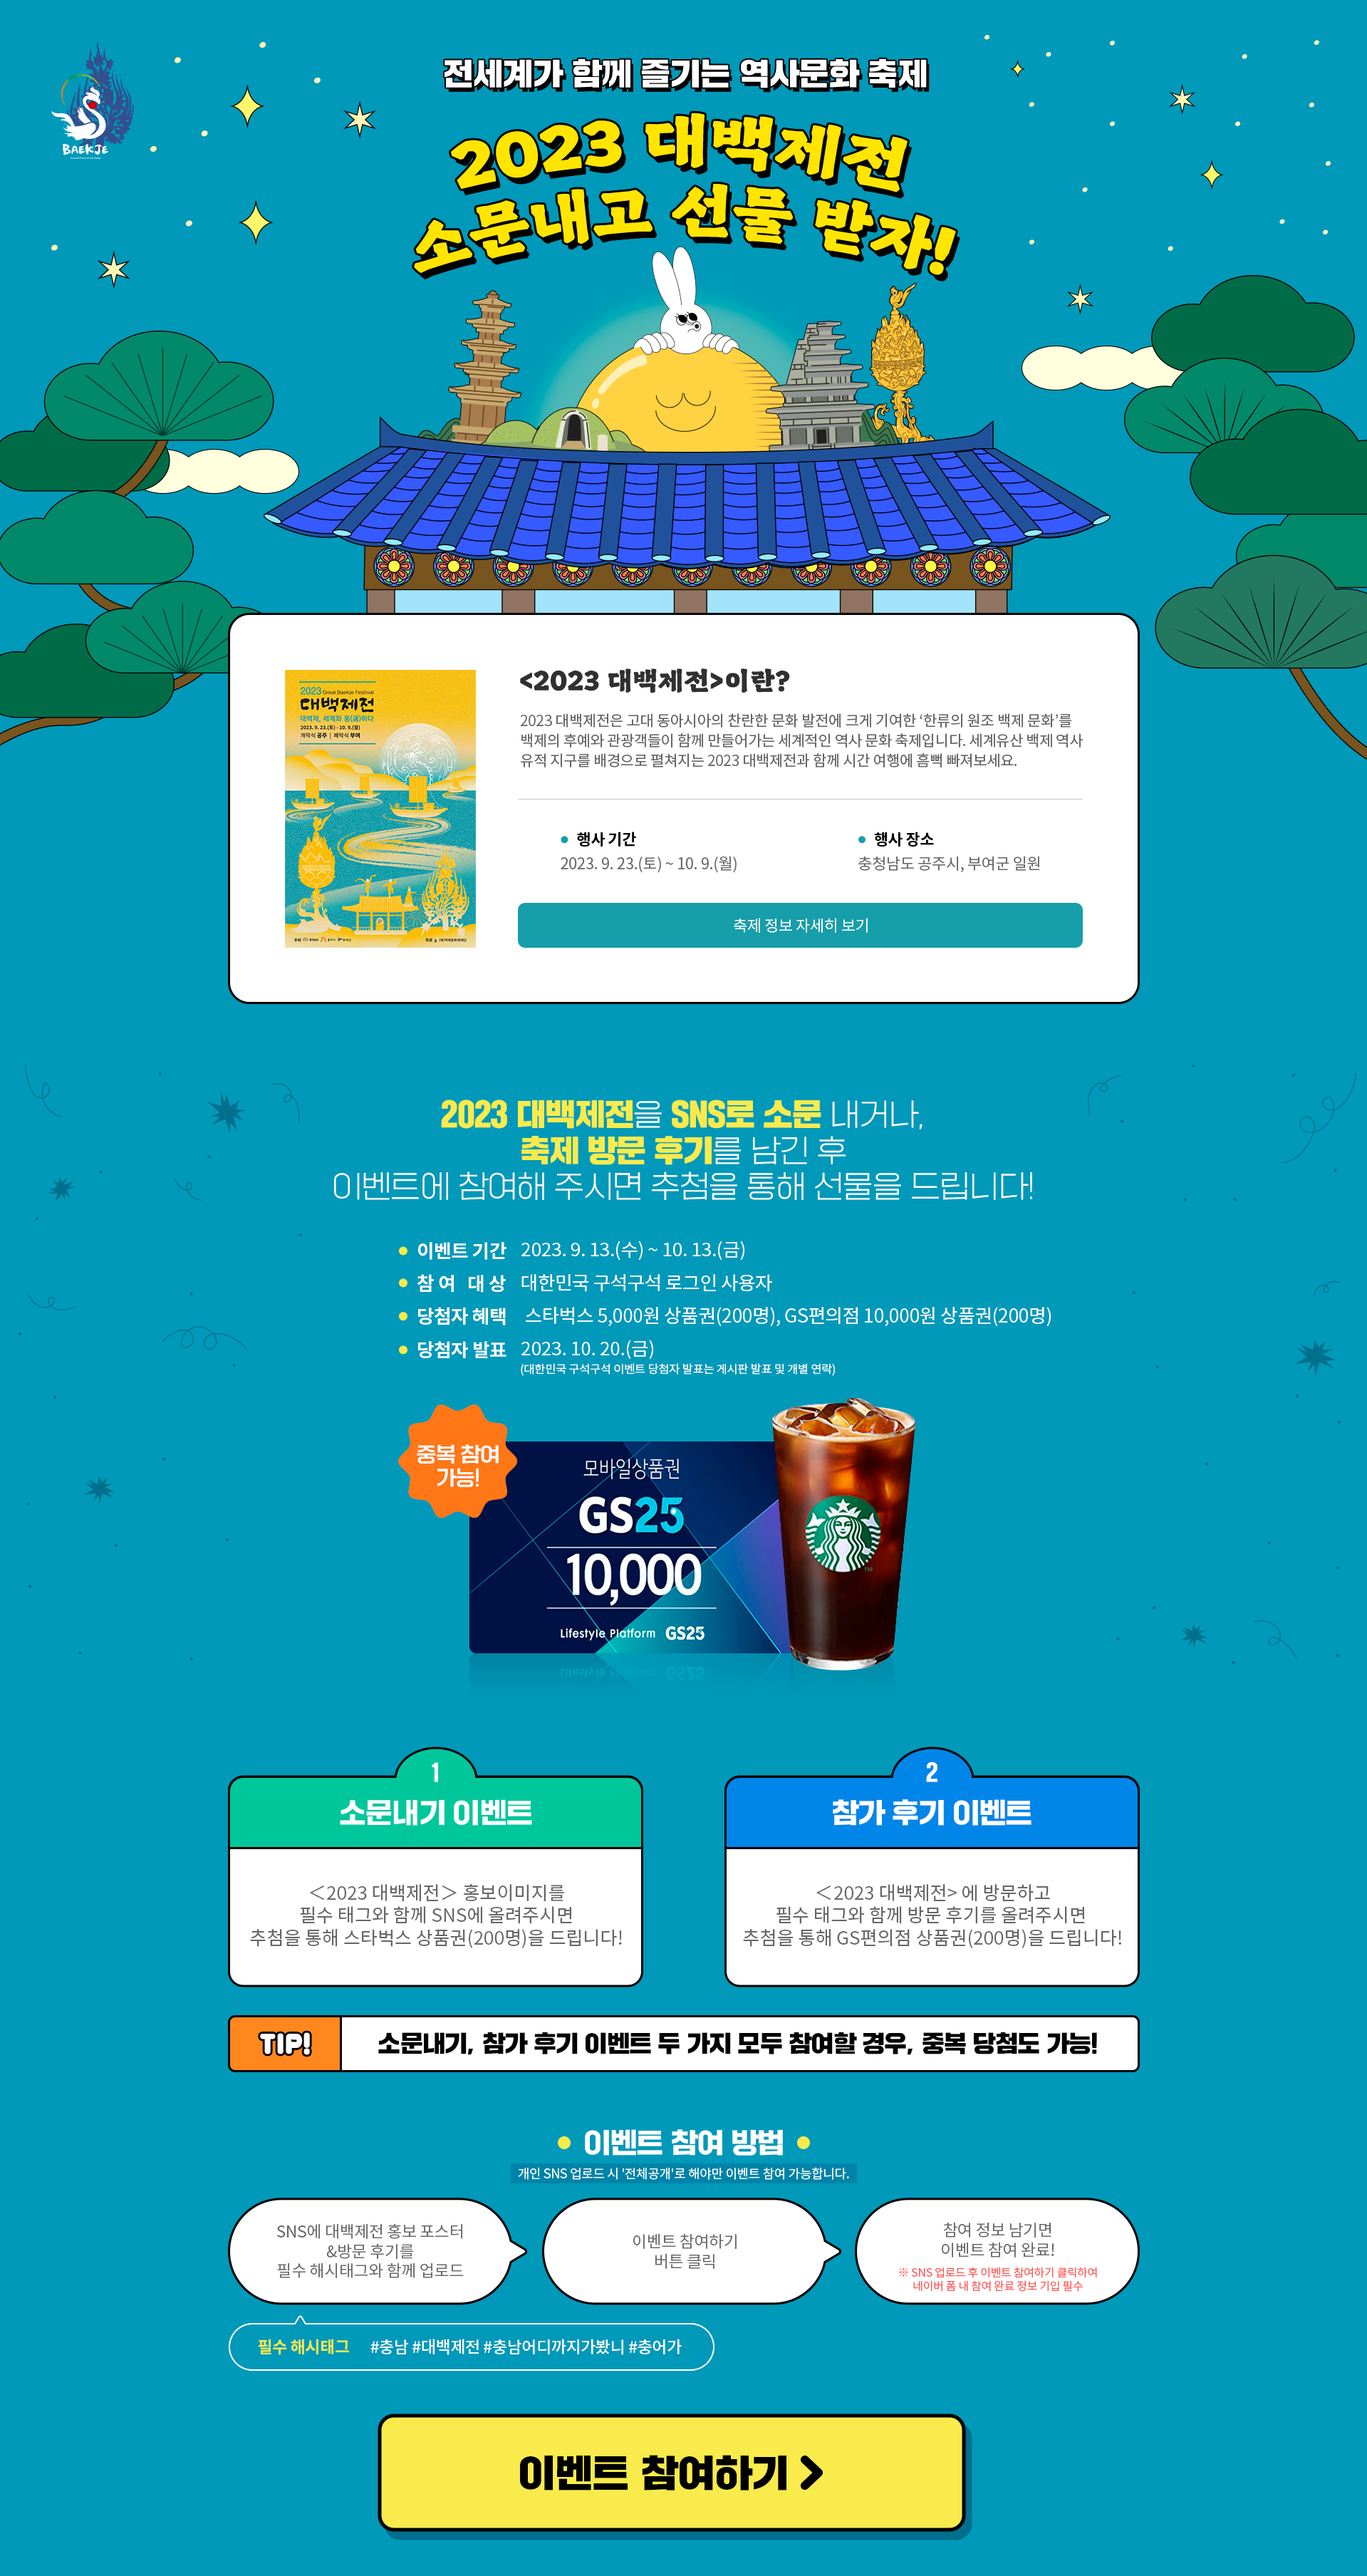 BAEKJE
전세계가 함께 즐기는 역사문화 축제
2023 대백제전
소문내고 선물 받자!
<2023 대백제전>이란?
2023 대백제전은 고대 동아시아의 찬란한 문화 발전에 크게 기여한 ‘한류의 원조 백제 문화’를
백제의 후예와 관광객들이 함께 만들어가는 세계적인 역사 문화 축제입니다. 세계유산 백제 역사
유적 지구를 배경으로 펼쳐지는 2023 대백제전과 함께 시간 여행에 흠뻑 빠져보세요.
2023 Great Baekje Festival
대백제전
대백제, 세계와 통(通)하다
2023. 9. 23.(토) - 10. 9.(월)
개막식 공주 | 폐막식 부여
행사 기간
2023. 9. 23.(토) ~ 10. 9.(월)
행사 장소
충청남도 공주시, 부여군 일원
축제 정보 자세히 보기
2023 대백제전을 SNS로 소문 내거나,
축제 방문 후기를 남긴 후
이벤트에 참여해 주시면 추첨을 통해 선물을 드립니다!
이벤트 기간 2023. 9. 13.(수) ~ 10. 13.(금)
참 여 대 상 대한민국 구석구석 로그인 사용자
당첨자 혜택 스타벅스 5,000원 상품권(200명), GS편의점 10,000원 상품권(200명)
당첨자 발표 2023. 10. 20.(금)
(대한민국 구석구석 이벤트 당첨자 발표는 게시판 발표 및 개별 연락)
중복 참여
가능!
모바일상품권
GS25
10,000
Lifestyle Platform GS25
TM
1
소문내기 이벤트
<2023 대백제전> 홍보이미지를
필수 태그와 함께 SNS에 올려주시면
추첨을 통해 스타벅스 상품권(200명)을 드립니다!
2
참가 후기 이벤트
<2023 대백제전> 에 방문하고
필수 태그와 함께 방문 후기를 올려주시면
추첨을 통해 GS편의점 상품권(200명)을 드립니다!
TIP! 소문내기, 참가 후기 이벤트 두 가지 모두 참여할 경우, 중복 당첨도 가능!
이벤트 참여 방법
개인 SNS 업로드 시 '전체공개'로 해야만 이벤트 참여 가능합니다.
SNS에 대백제전 홍보 포스터
&방문 후기를
필수 해시태그와 함께 업로드
이벤트 참여하기
버튼 클릭
참여 정보 남기면
이벤트 참여 완료!
※ SNS 업로드 후 이벤트 참여하기 클릭하여
네이버 폼 내 참여 완료 정보 기입 필수
필수 해시태그 #충남 #대백제전 #충남어디까지가봤니 #충어가
이벤트 참여하기 >